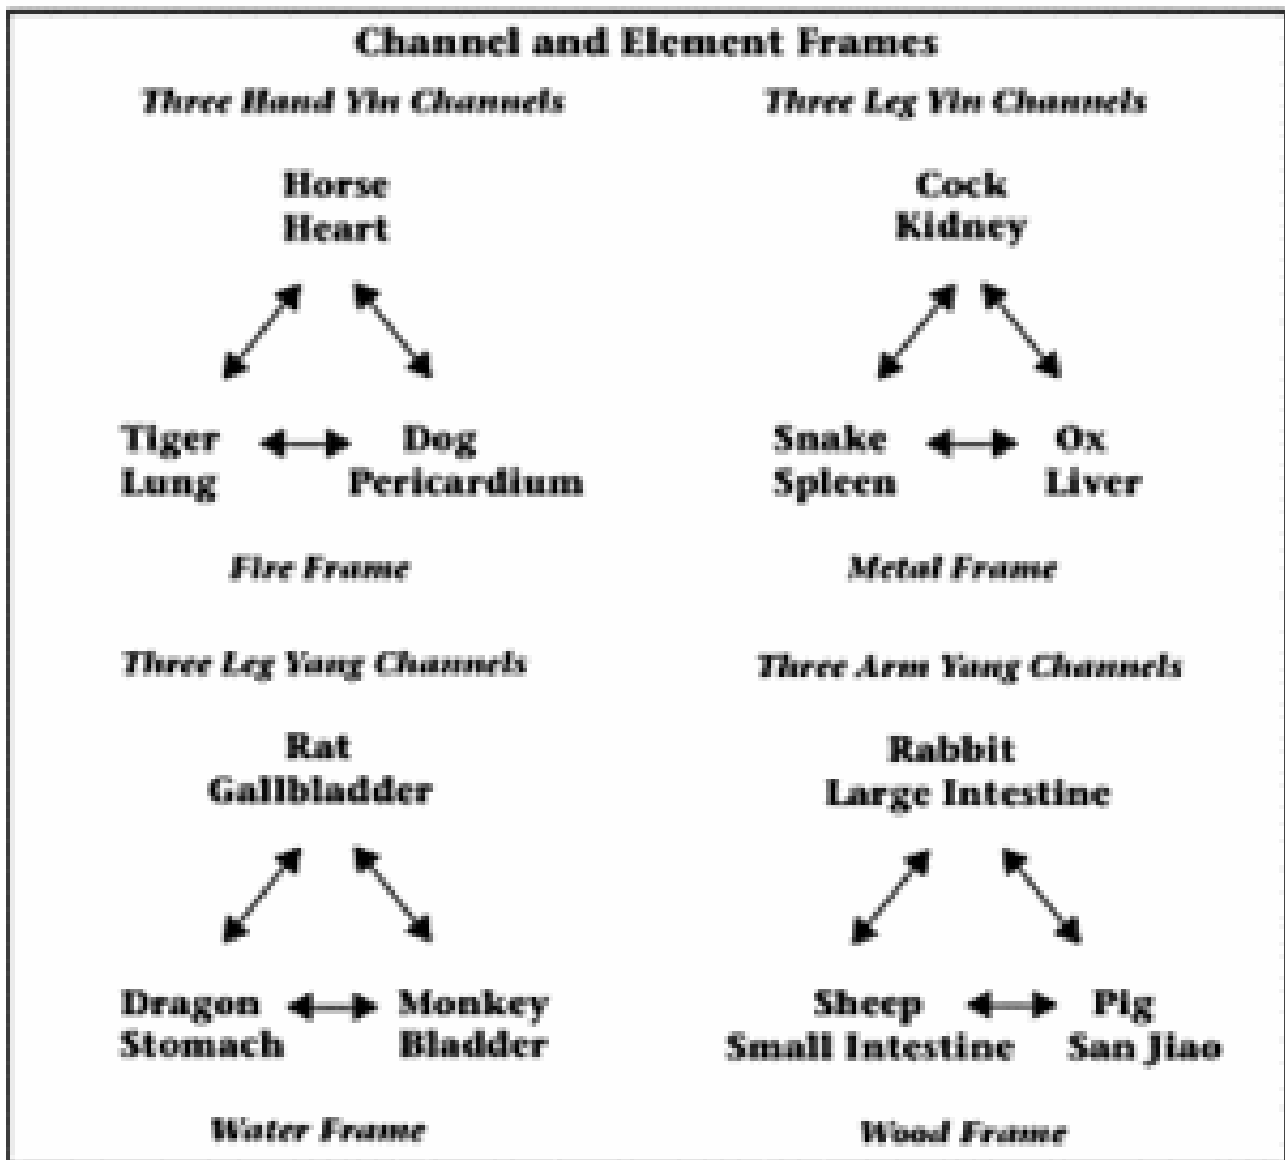 Channel and Element Frames
Three Hand Yin Channels
Horse
Heart
Tiger
Lung
Dog
Pericardium
Fire Frame
Three Leg Yin Channels
Cock
Kidney
Snake
Spleen
Ox
Liver
Metal Frame
Three Leg Yang Channels
Rat
Gallbladder
Dragon
Stomach
Monkey
Bladder
Water Frame
Three Arm Yang Channels
Rabbit
Large Intestine
Sheep
Small Intestine
Pig
San Jiao
Wood Frame